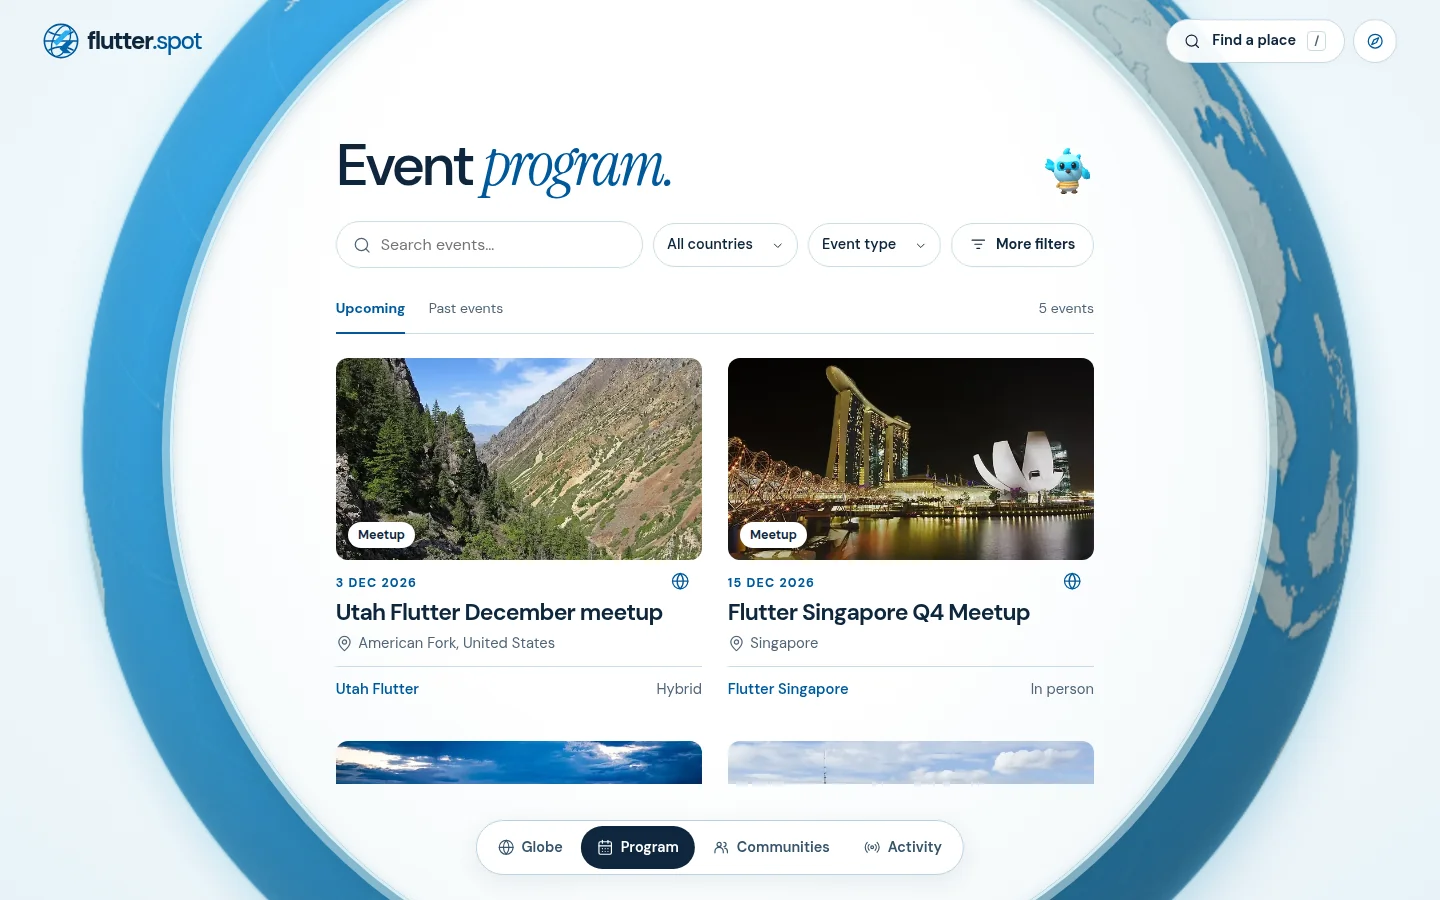 flutter.spot
Find a place /
Event program.
Search events...
All countries
Event type
More filters
Upcoming
Past events
5 events
Meetup
3 DEC 2026
Utah Flutter December meetup
American Fork, United States
Utah Flutter
Hybrid
Meetup
15 DEC 2026
Flutter Singapore Q4 Meetup
Singapore
Flutter Singapore
In person
Globe
Program
Communities
Activity